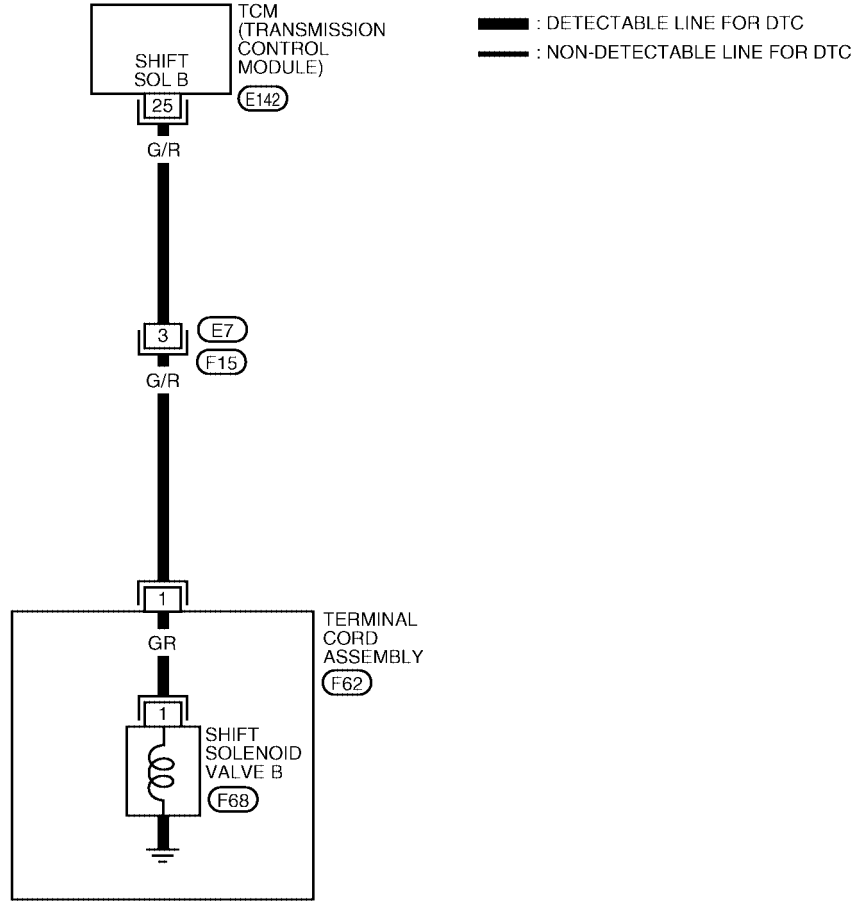 TCM
(TRANSMISSION
CONTROL
MODULE)
SHIFT
SOL B
E142
25
G/R
: DETECTABLE LINE FOR DTC
: NON-DETECTABLE LINE FOR DTC
3
E7
F15
G/R
1
GR
TERMINAL
CORD
ASSEMBLY
F62
1
SHIFT
SOLENOID
VALVE B
F68